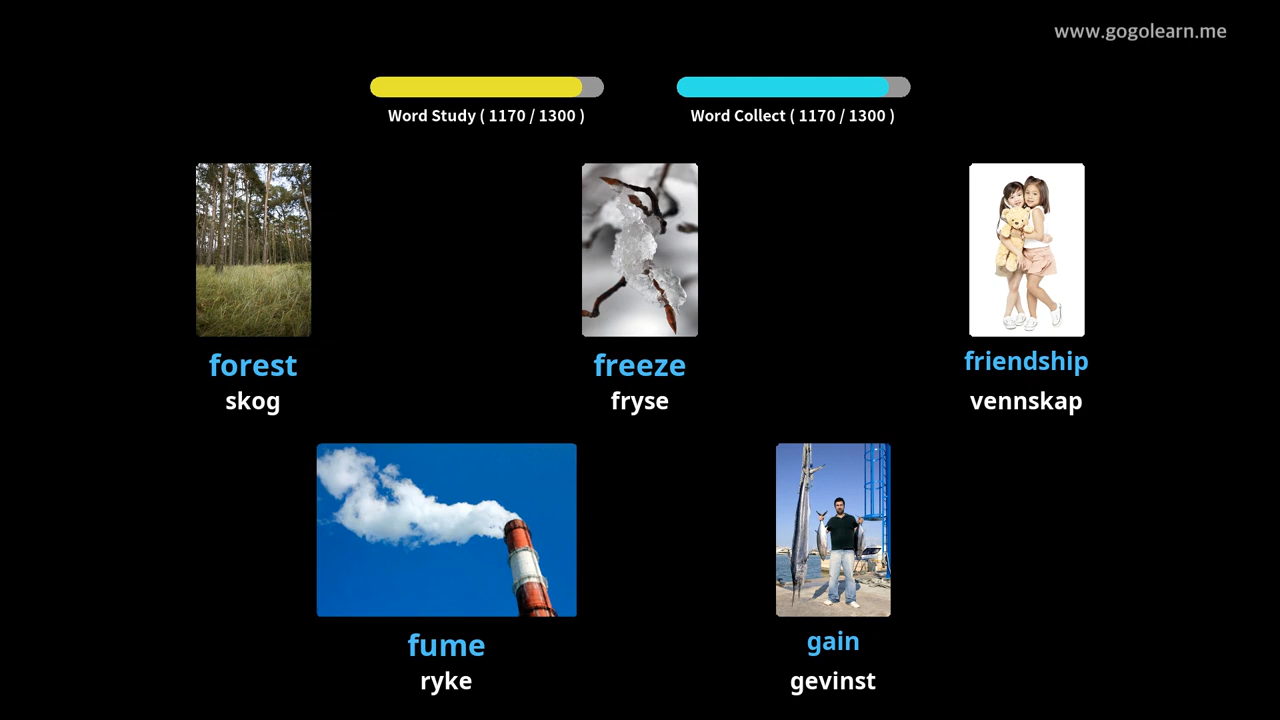 www.gogolearn.me
Word Study ( 1170 / 1300 )
Word Collect ( 1170 / 1300 )
forest
skog
freeze
fryse
friendship
vennskap
fume
ryke
gain
gevinst